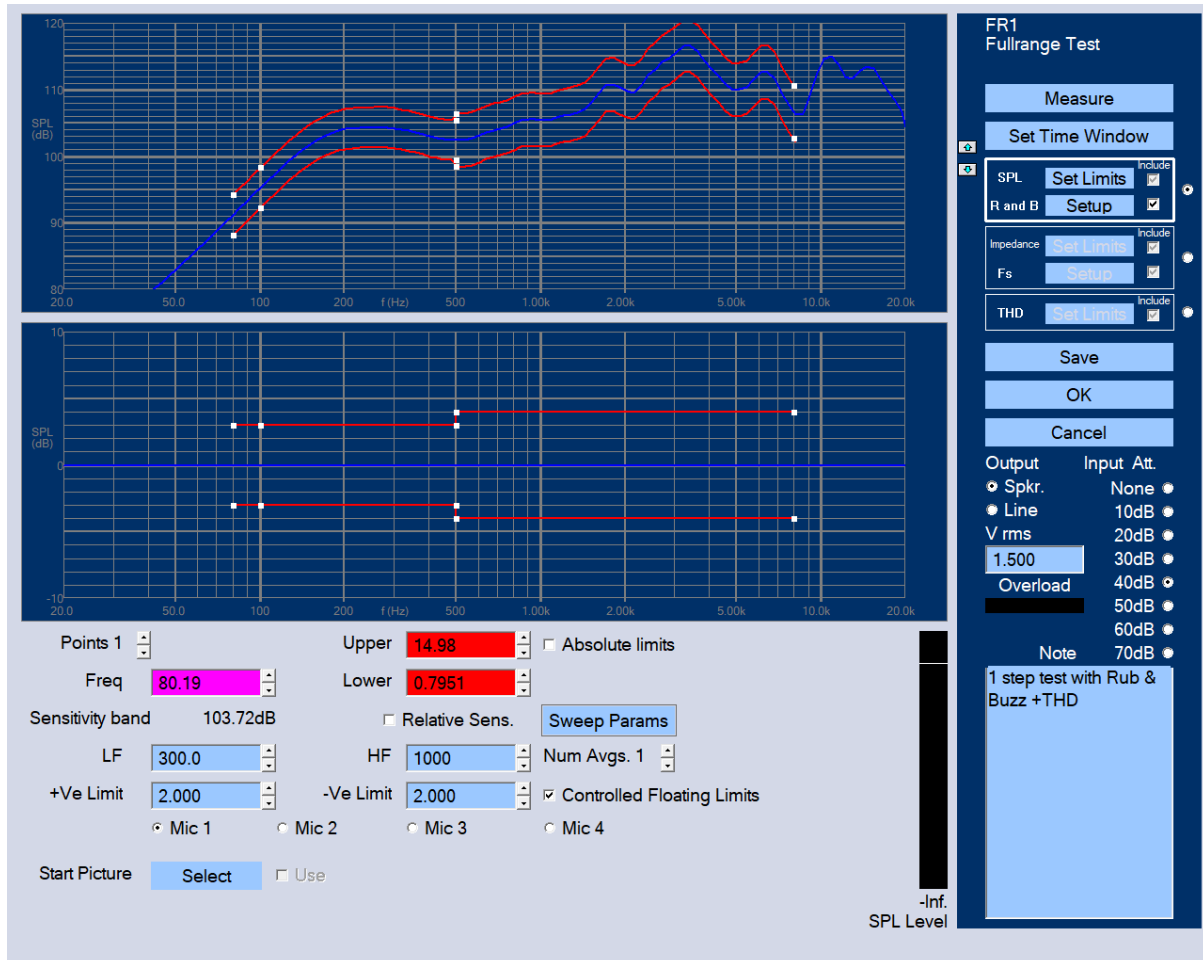 120
110
SPL
(dB)
100
90
80
20.0 50.0 100 200 f (Hz) 500 1.00k 2.00k 5.00k 10.0k 20.0k
10
SPL
(dB)
0
-10
20.0 50.0 100 200 f (Hz) 500 1.00k 2.00k 5.00k 10.0k 20.0k
Points 1
Upper 14.98 Absolute limits
Freq 80.19
Lower 0.7951
Sensitivity band 103.72dB
Relative Sens. Sweep Params
LF 300.0 HF 1000 Num Avgs. 1
+Ve Limit 2.000 -Ve Limit 2.000 Controlled Floating Limits
Mic 1 Mic 2 Mic 3 Mic 4
Start Picture Select Use
-Inf.
SPL Level
FR1
Fullrange Test
Measure
Set Time Window
Include
SPL Set Limits
R and B Setup
Include
Impedance Set Limits
Fs Setup
Include
THD Set Limits
Save
OK
Cancel
Output Input Att.
Spkr. None
Line 10dB
V rms 20dB
1.500 30dB
Overload 40dB
50dB
60dB
Note 70dB
1 step test with Rub &
Buzz +THD